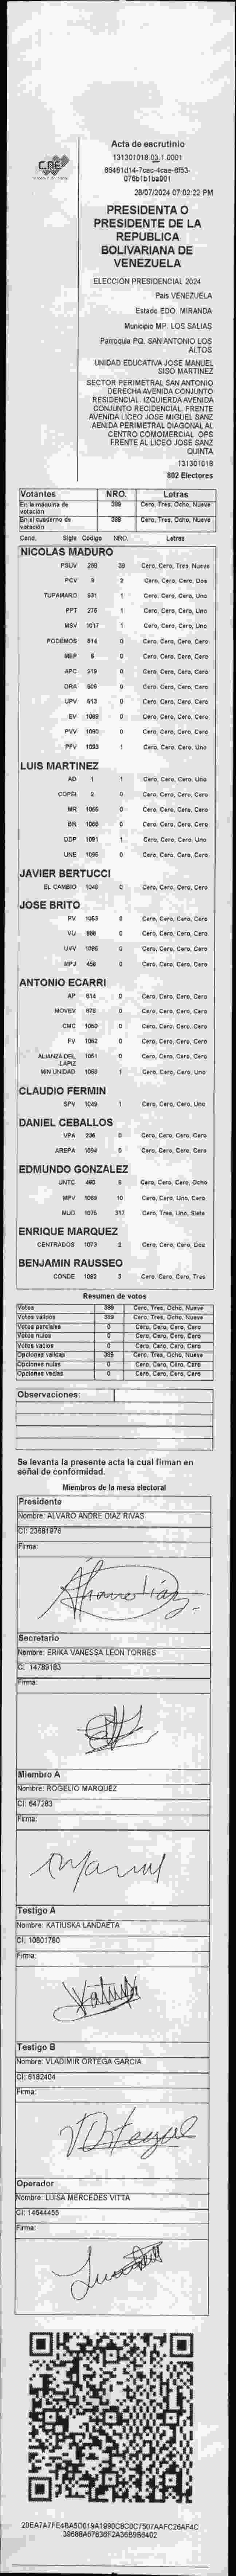 CNE
Acta de escrutinio
131301018.03.1.0001
076b1b1ba001
28/07/2024 07:02:22 PM
PRESIDENTA O
PRESIDENTE DE LA
REPUBLICA
BOLIVARIANA DE
VENEZUELA
ELECCIÓN PRESIDENCIAL 2024
Pais VENEZUELA
Estado EDO. MIRANDA
Municipio MP. LOS SALIAS
Parroquia PQ. SAN ANTONIO LOS
ALTOS
UNIDAD EDUCATIVA JOSE MANUEL
SISO MARTINEZ
SECTOR PERIMETRAL SAN ANTONIO
DERECHA AVENIDA CONJUNTO
RESIDENCIAL. IZQUIERDA AVENIDA
CONJUNTO RECIDENCIAL. FRENTE
AVENIDA LICEO JOSE MIGUEL SANZ
AENIDA PERIMETRAL DIAGONAL AL
CENTRO COMOMERCIAL OPS
FRENTE AL LICEO JOSE SANZ
QUINTA
131301018
802 Electores
Votantes NRO. Letras
En la máquina de votación 389 Cero, Tres, Ocho, Nueve
En el cuaderno de votación 389 Cero, Tres, Ocho, Nueve
Cand. Sigla Código NRO. Letras
NICOLAS MADURO
PSUV 289 39 Cero, Cero, Tres, Nueve
PCV 9 2 Cero, Cero, Cero, Dos
TUPAMARO 931 1 Cero, Cero, Cero, Uno
PPT 276 1 Cero, Cero, Cero, Uno
MSV 1017 1 Cero, Cero, Cero, Uno
PODEMOS 514 0 Cero, Cero, Cero, Cero
MEP 5 0 Cero, Cero, Cero, Cero
APC 219 0 Cero, Cero, Cero, Cero
ORA 906 0 Cero, Cero, Cero, Cero
UPV 513 0 Cero, Cero, Cero, Cero
EV 1089 0 Cero, Cero, Cero, Cero
PVV 1090 0 Cero, Cero, Cero, Cero
PFV 1093 1 Cero, Cero, Cero, Uno
LUIS MARTINEZ
AD 1 1 Cero, Cero, Cero, Uno
COPEI 2 0 Cero, Cero, Cero, Cero
MR 1066 0 Cero, Cero, Cero, Cero
BR 1068 0 Cero, Cero, Cero, Cero
DDP 1091 1 Cero, Cero, Cero, Uno
UNE 1095 0 Cero, Cero, Cero, Cero
JAVIER BERTUCCI
EL CAMBIO 1046 0 Cero, Cero, Cero, Cero
JOSE BRITO
PV 1053 0 Cero, Cero, Cero, Cero
VU 868 0 Cero, Cero, Cero, Cero
UVV 1096 0 Cero, Cero, Cero, Cero
MPJ 456 0 Cero, Cero, Cero, Cero
ANTONIO ECARRI
AP 914 0 Cero, Cero, Cero, Cero
MOVEV 978 0 Cero, Cero, Cero, Cero
CMC 1050 0 Cero, Cero, Cero, Cero
FV 1062 0 Cero, Cero, Cero, Cero
ALIANZA DEL LAPIZ 1051 0 Cero, Cero, Cero, Cero
MIN UNIDAD 1058 1 Cero, Cero, Cero, Uno
CLAUDIO FERMIN
SPV 1049 1 Cero, Cero, Cero, Uno
DANIEL CEBALLOS
VPA 236 0 Cero, Cero, Cero, Cero
AREPA 1094 0 Cero, Cero, Cero, Cero
EDMUNDO GONZALEZ
UNTC 460 8 Cero, Cero, Cero, Ocho
MPV 1069 10 Cero, Cero, Uno, Cero
MUD 1075 317 Cero, Tres, Uno, Siete
ENRIQUE MARQUEZ
CENTRADOS 1073 2 Cero, Cero, Cero, Dos
BENJAMIN RAUSSEO
CONDE 1082 3 Cero, Cero, Cero, Tres
Resumen de votos
Votos 389 Cero, Tres, Ocho, Nueve
Votos validos 389 Cero, Tres, Ocho, Nueve
Votos parciales 0 Cero, Cero, Cero, Cero
Votos nulos 0 Cero, Cero, Cero, Cero
Votos vacios 0 Cero, Cero, Cero, Cero
Opciones validas 389 Cero, Tres, Ocho, Nueve
Opciones nulas 0 Cero, Cero, Cero, Cero
Opciones vacias 0 Cero, Cero, Cero, Cero
Observaciones:
Se levanta la presente acta la cual firman en
señal de conformidad.
Miembros de la mesa electoral
Presidente
Nombre: ALVARO ANDRE DIAZ RIVAS
CI: 23681976
Firma:
Alvaro Diaz
Secretario
Nombre: ERIKA VANESSA LEON TORRES
CI: 14789183
Firma:
Miembro A
Nombre: ROGELIO MARQUEZ
CI: 647283
Firma:
Testigo A
Nombre: KATIUSKA LANDAETA
CI: 10801780
Firma:
Testigo B
Nombre: VLADIMIR ORTEGA GARCIA
CI: 6182404
Firma:
Operador
Nombre: LUISA MERCEDES VITTA
CI: 14644455
Firma: